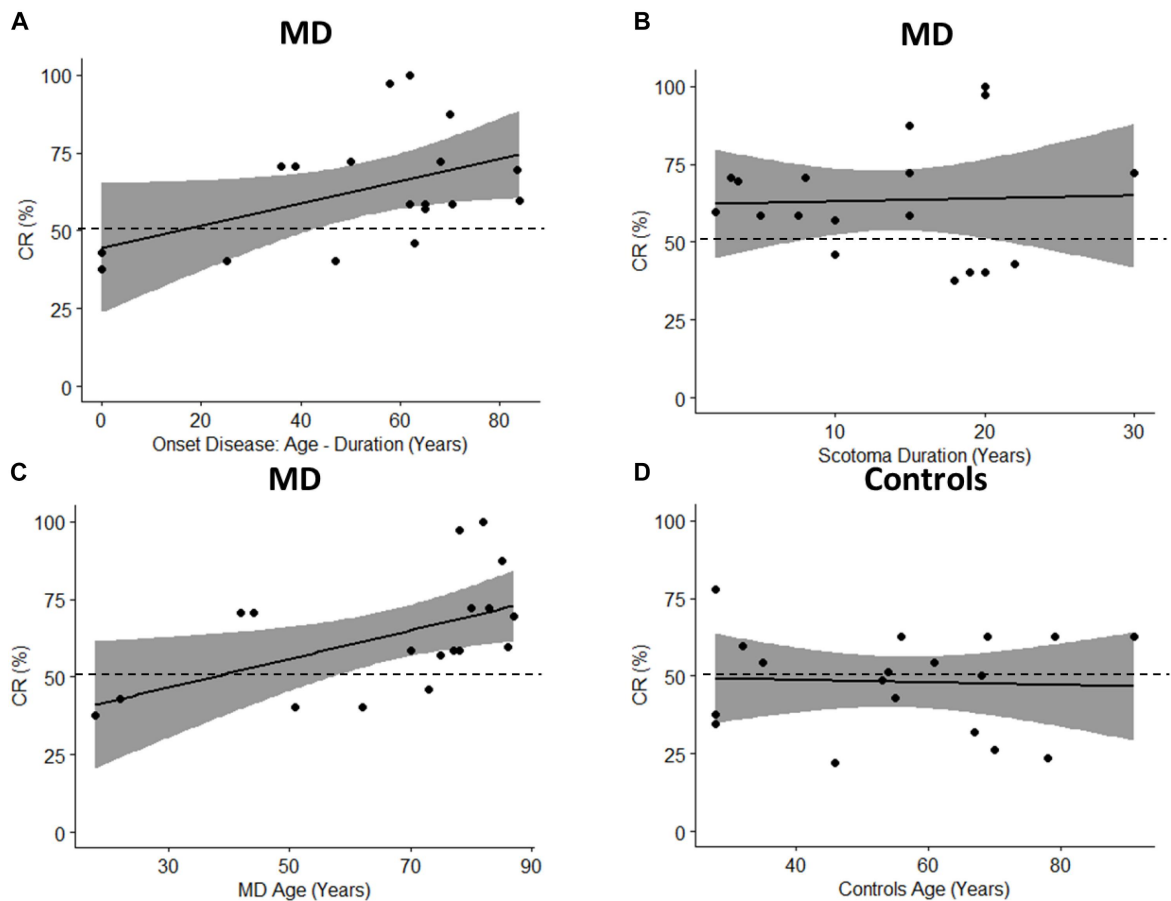 A
MD
CR (%)
100
75
50
25
0
0 20 40 60 80
Onset Disease: Age - Duration (Years)
B
MD
CR (%)
100
75
50
25
0
10 20 30
Scotoma Duration (Years)
C
MD
CR (%)
100
75
50
25
0
30 50 70 90
MD Age (Years)
D
Controls
CR (%)
100
75
50
25
0
40 60 80
Controls Age (Years)